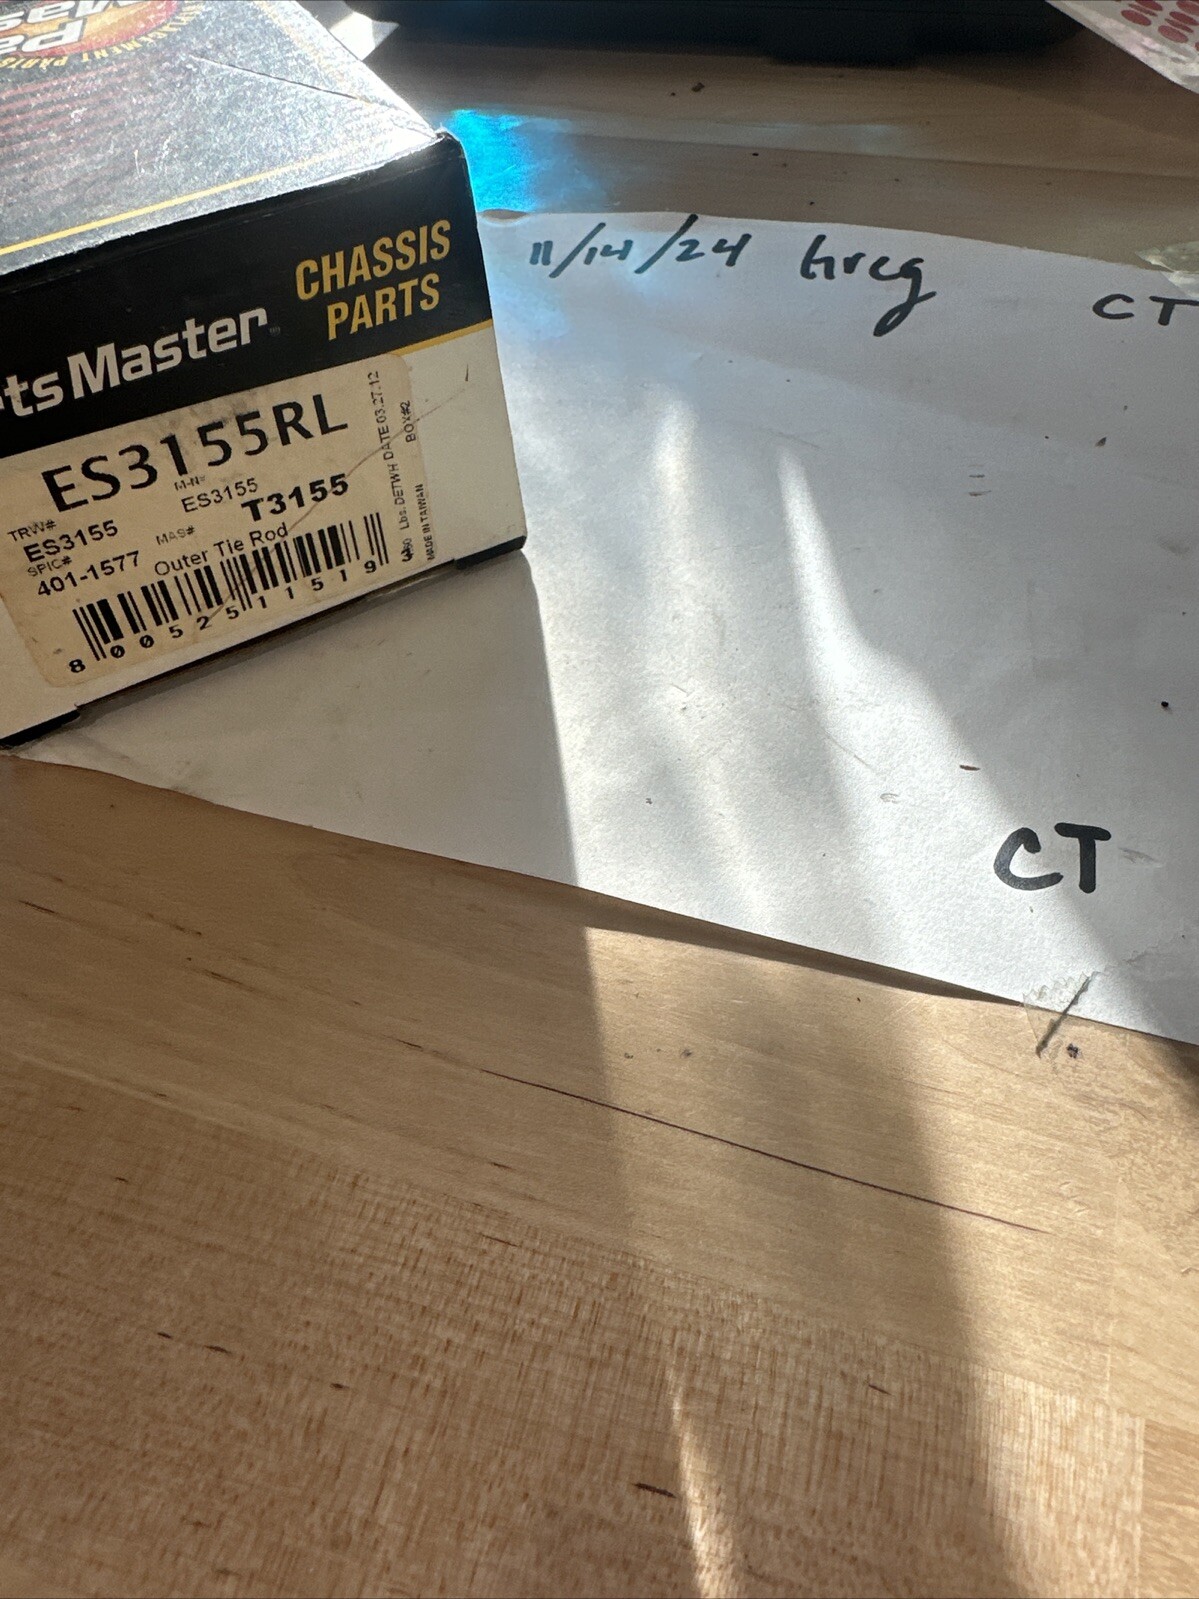 CHASSIS
PARTS
ts Master
ES3155RL
TRW#
M-N#
ES3155
ES3155
T3155
SPIC#
MAS#
401-1577
Outer Tie Rod
8 00525 11519 3
Lbs. DETWH DATE 03.27.12
BOX#2
MADE IN TAIWAN
11/14/24 Greg CT
CT